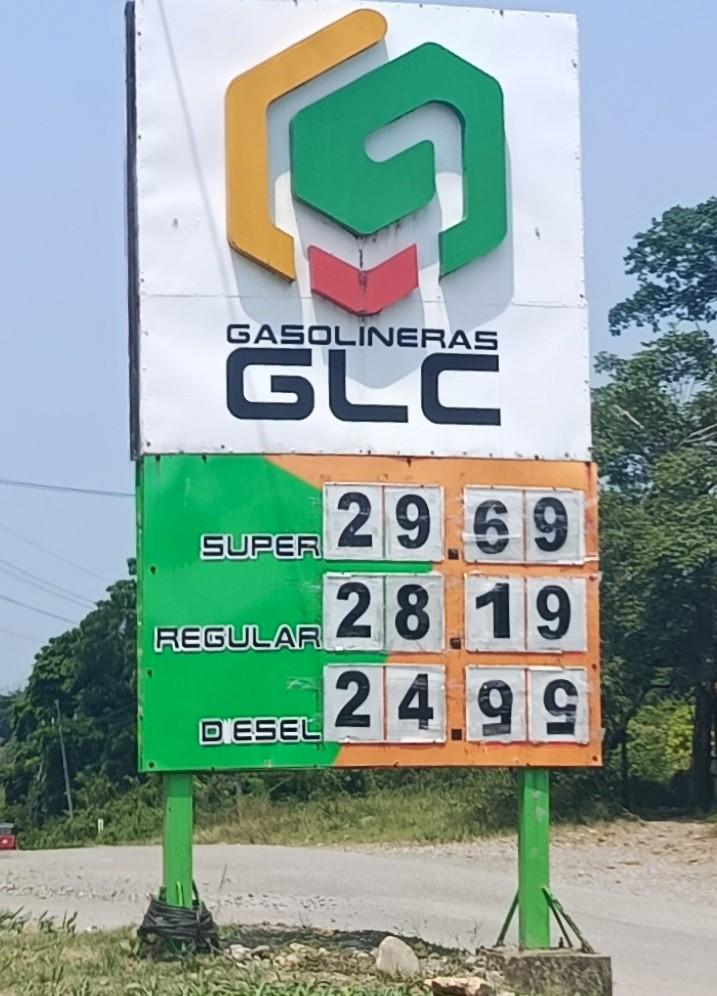 GASOLINERAS
GLC
SUPER 29.69
REGULAR 28.19
DIESEL 24.99